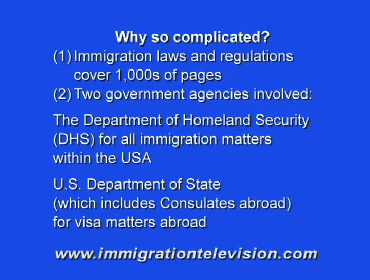 Why so complicated?
(1) Immigration laws and regulations
cover 1,000s of pages
(2) Two government agencies involved:
The Department of Homeland Security
(DHS) for all immigration matters
within the USA
U.S. Department of State
(which includes Consulates abroad)
for visa matters abroad
www.immigrationtelevision.com